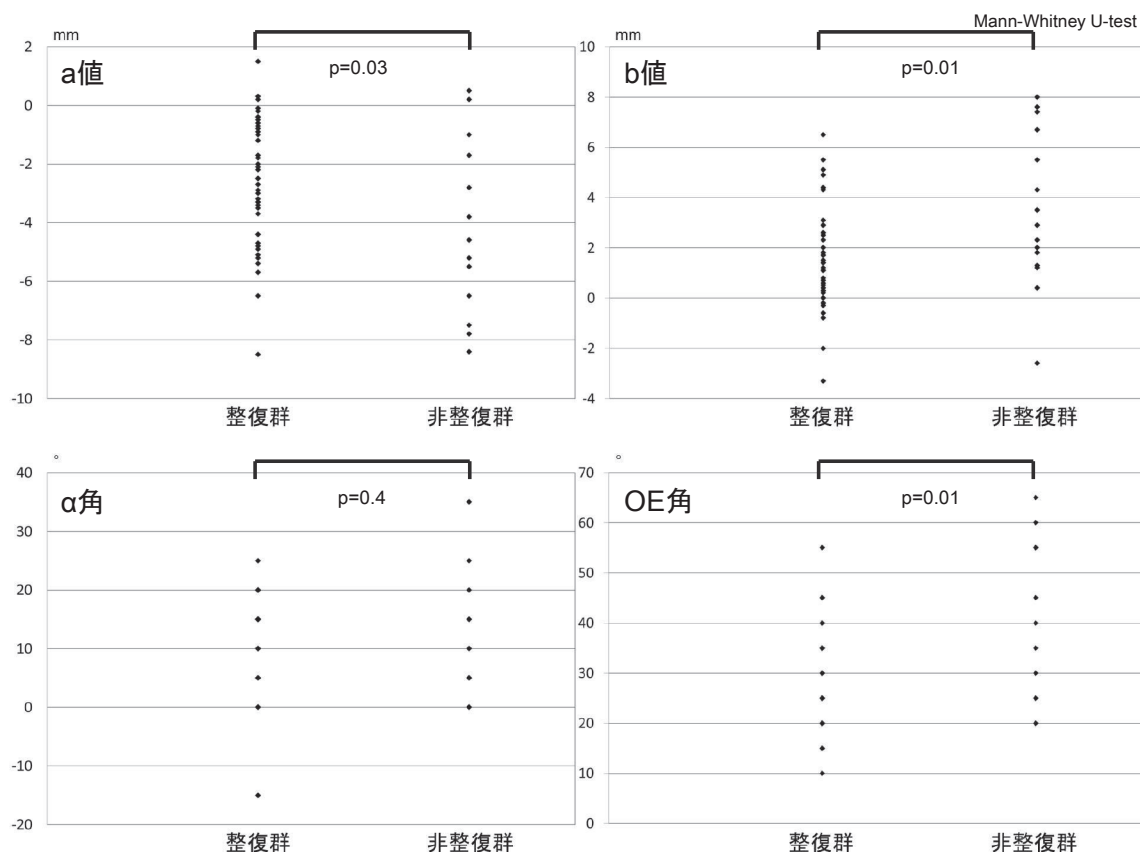 Mann-Whitney U-test
mm
a値
p=0.03
2
0
-2
-4
-6
-8
-10
整復群
非整復群
mm
b値
p=0.01
10
8
6
4
2
0
-2
-4
整復群
非整復群
°
α角
p=0.4
40
30
20
10
0
-10
-20
整復群
非整復群
°
OE角
p=0.01
70
60
50
40
30
20
10
0
整復群
非整復群